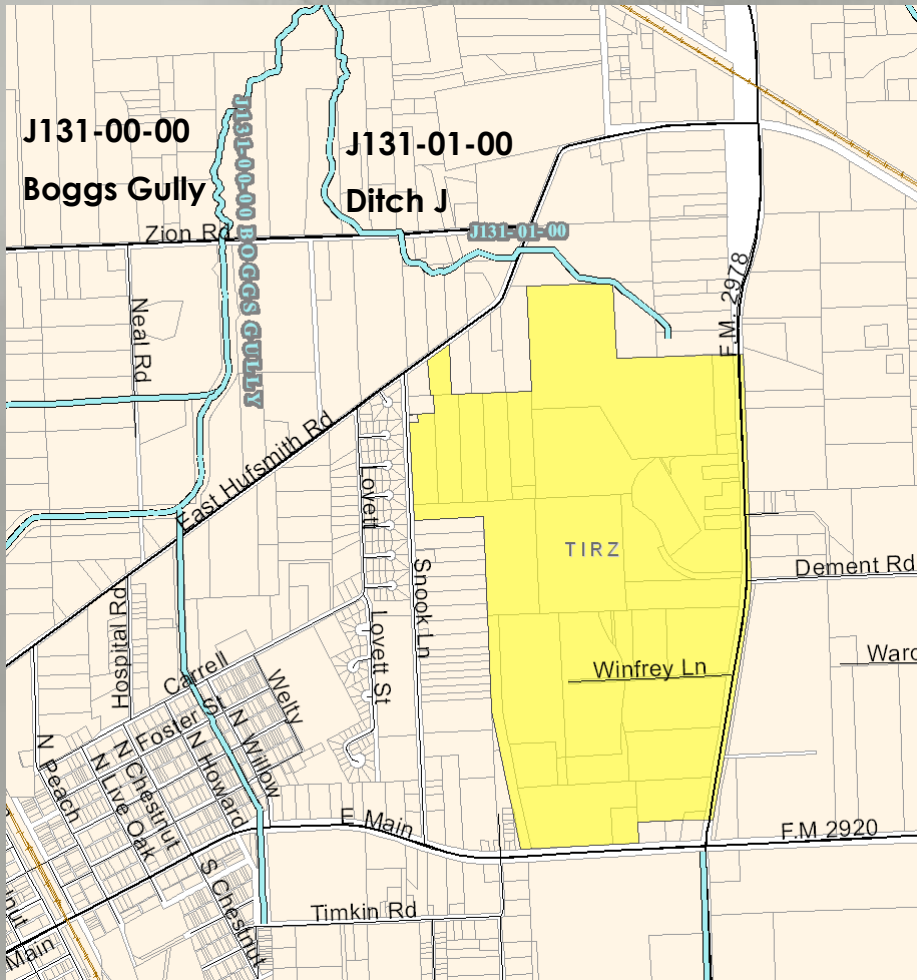 J131-00-00
Boggs Gully
J131-01-00
Ditch J
J131-00-00 BOGGS GULLY
J131-01-00
Zion Rd
Neal Rd
F.M. 2978
East Hufsmith Rd
Lovett
Snook Ln
TIRZ
Dement Rd
Hospital Rd
Lovett St
Winfrey Ln
Ward
Carrell
Welty
Foster St
N Willow
N Howard
N Peach
N Chestnut
N Live Oak
E Main
F.M 2920
S Chestnut
Timkin Rd
Main